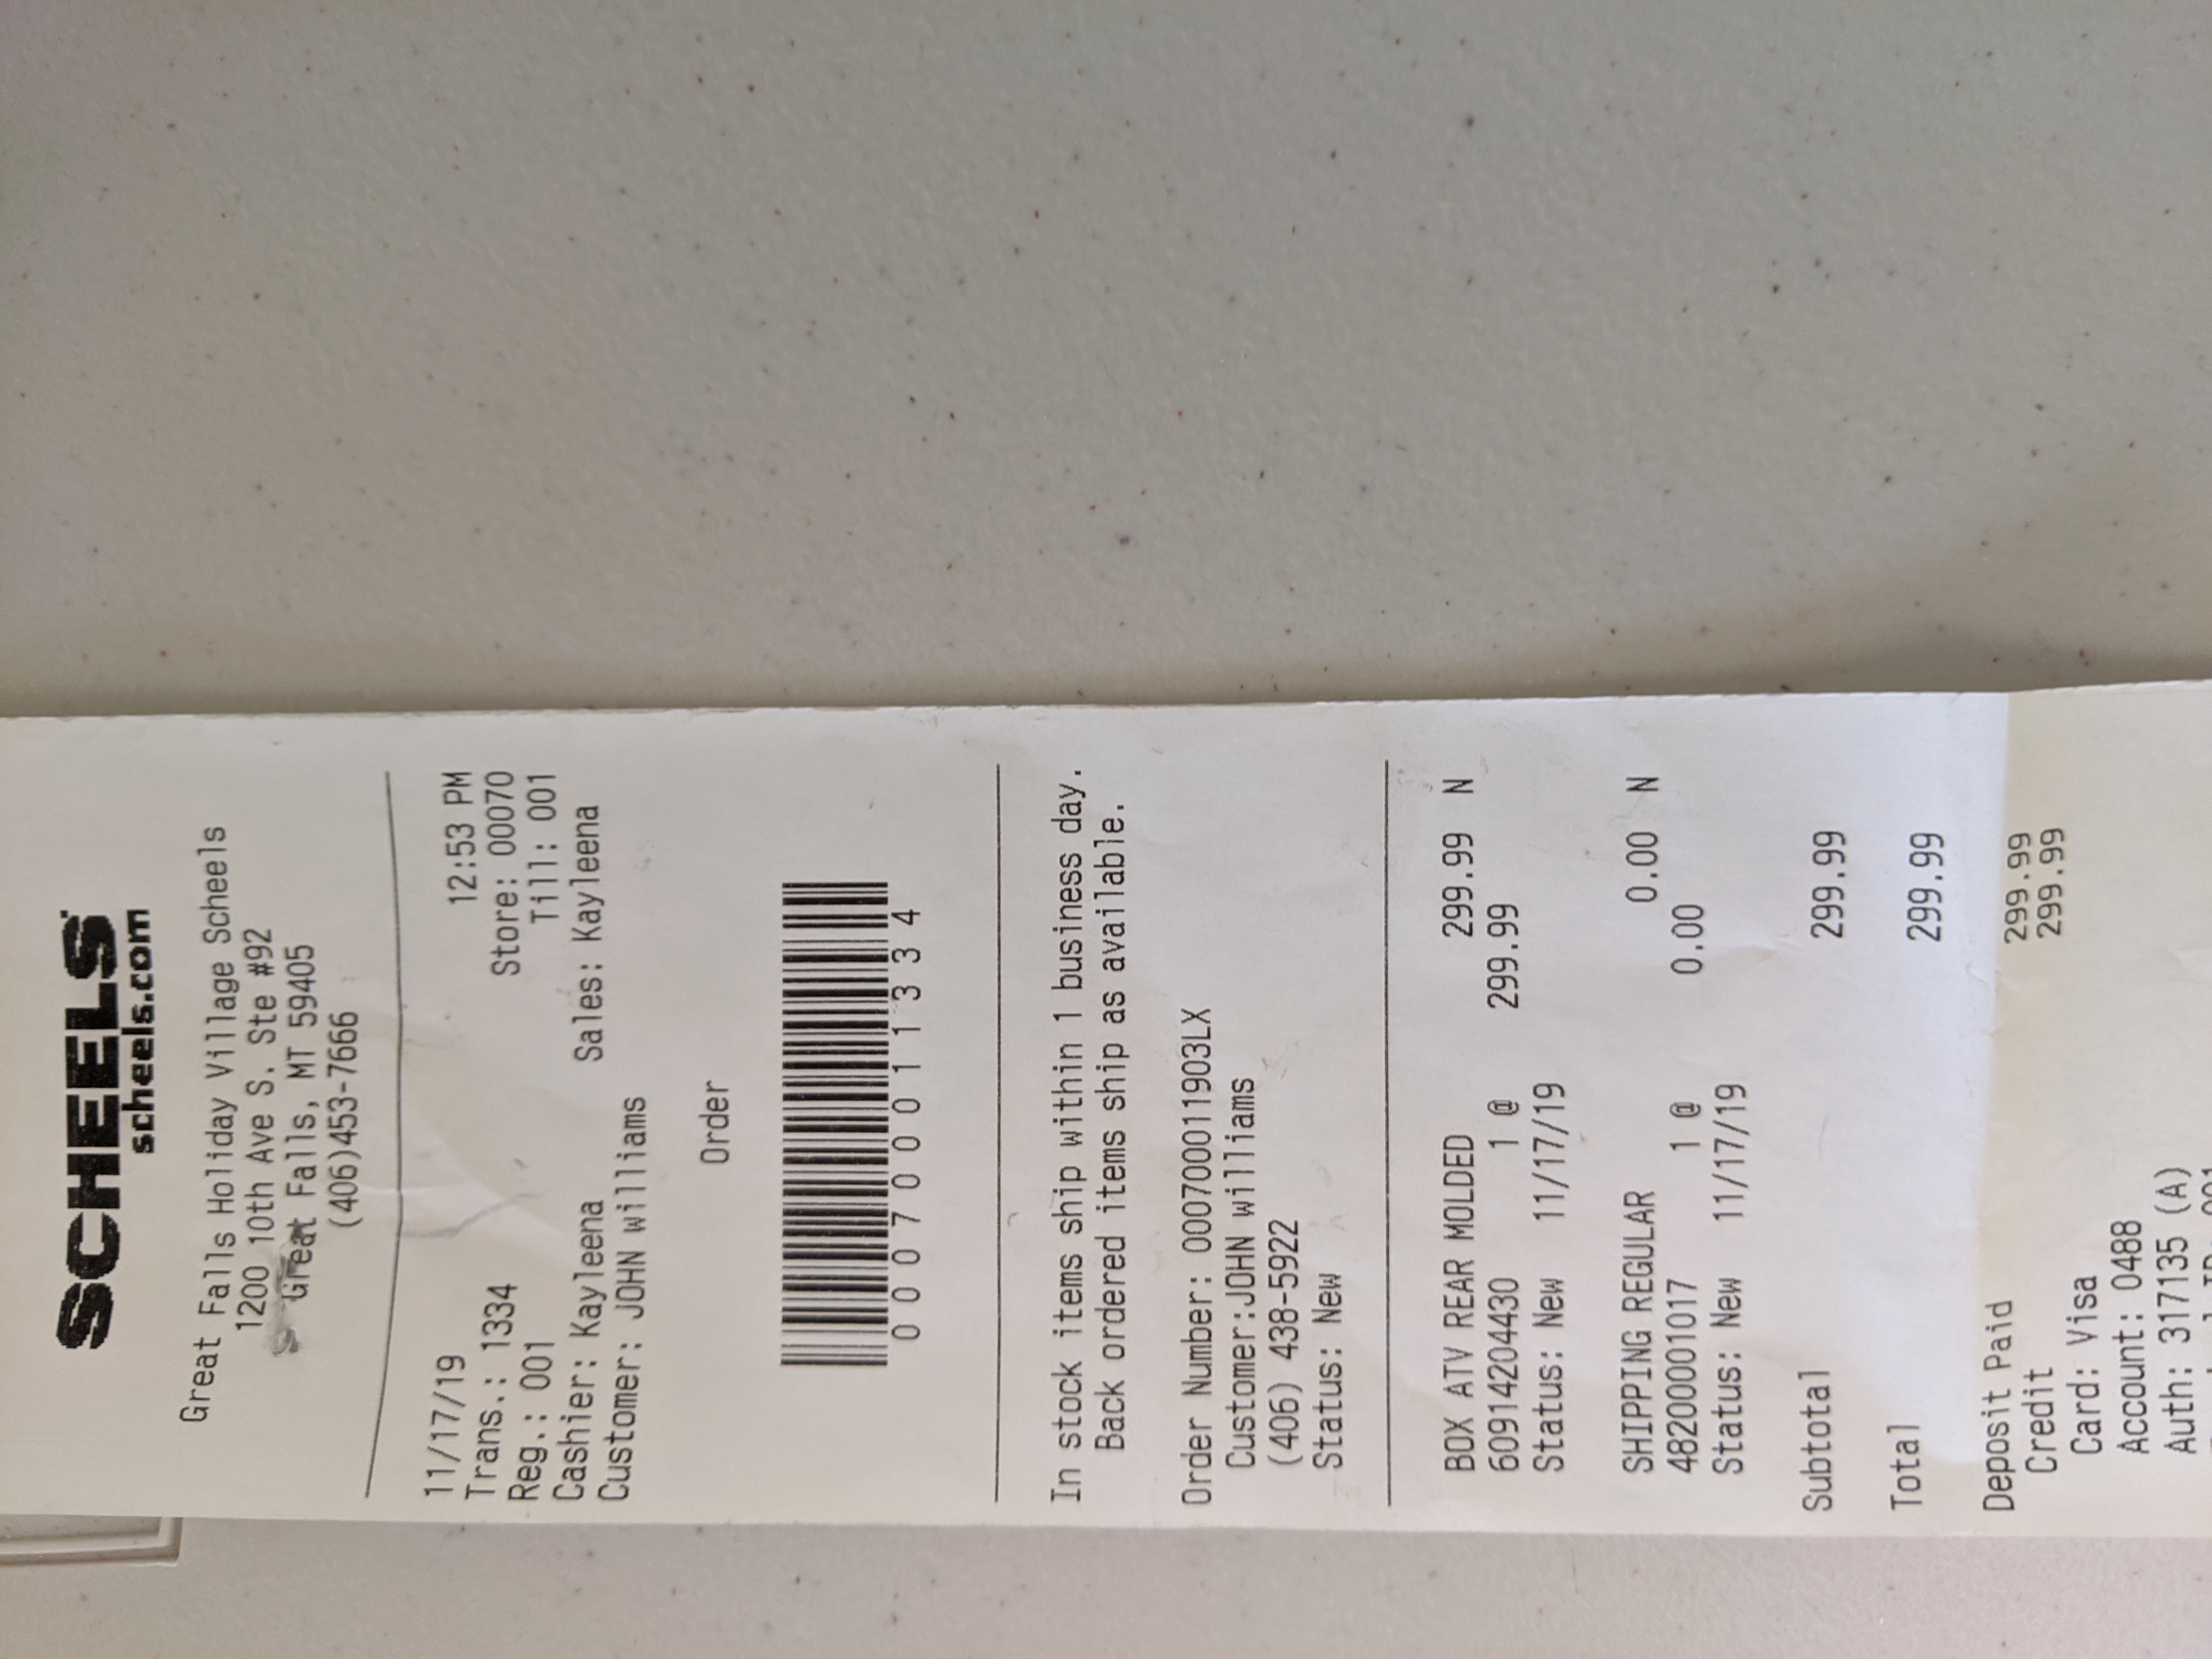 SCHEELS
scheels.com
Great Falls Holiday Village Scheels
1200 10th Ave S. Ste #92
Great Falls, MT 59405
(406)453-7666
11/17/19 12:53 PM
Trans.: 1334 Store: 00070
Reg.: 001 Till: 001
Cashier: Kayleena Sales: Kayleena
Customer: JOHN williams
Order
000700011334
In stock items ship within 1 business day.
Back ordered items ship as available.
Order Number: 0007000011903LX
Customer:JOHN williams
(406) 438-5922
Status: New
BOX ATV REAR MOLDED 299.99 N
609142044430 1 @ 299.99
Status: New 11/17/19
SHIPPING REGULAR 0.00 N
48200001017 1 @ 0.00
Status: New 11/17/19
Subtotal 299.99
Total 299.99
Deposit Paid 299.99
Credit 299.99
Card: Visa
Account: 0488
Auth: 317135 (A)